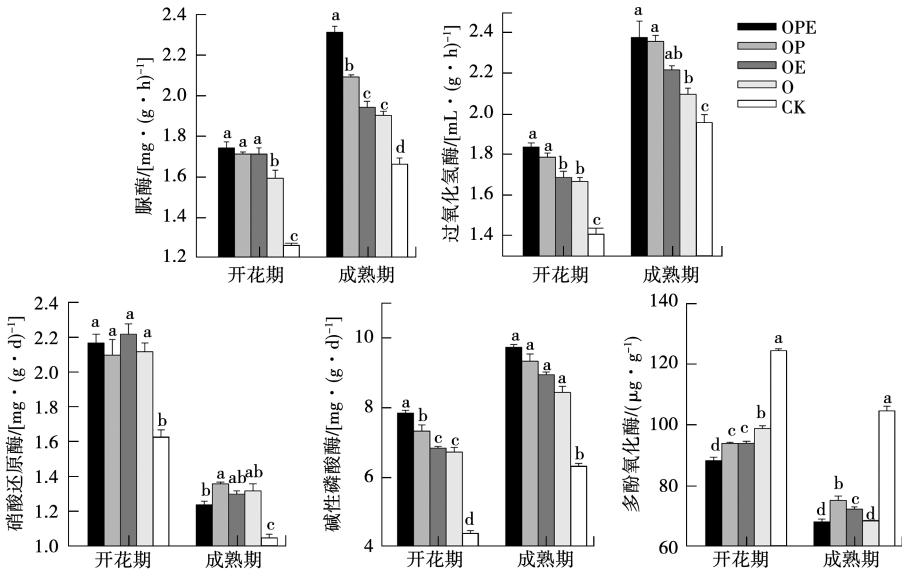 脲酶/[mg·(g·h)⁻¹]
2.4
2.2
2.0
1.8
1.6
1.4
1.2
a
a
a
b
c
a
b
c
c
d
开花期
成熟期
过氧化氢酶/[mL·(g·h)⁻¹]
2.4
2.2
2.0
1.8
1.6
1.4
a
a
b
b
c
a
a
ab
b
c
开花期
成熟期
OPE
OP
OE
O
CK
硝酸还原酶/[mg·(g·d)⁻¹]
2.4
2.2
2.0
1.8
1.6
1.4
1.2
1.0
a
a
a
a
b
b
a
ab
ab
c
开花期
成熟期
碱性磷酸酶/[mg·(g·d)⁻¹]
10
8
6
4
a
b
c
c
d
a
a
a
a
b
开花期
成熟期
多酚氧化酶/(μg·g⁻¹)
140
120
100
80
60
d
c
c
b
a
d
b
c
d
a
开花期
成熟期